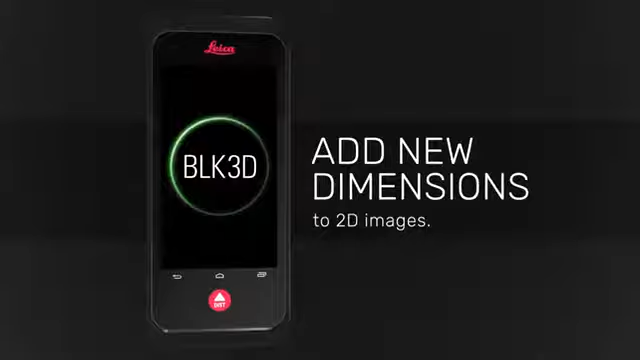 Leica
BLK3D
ADD NEW
DIMENSIONS
to 2D images.
DIST